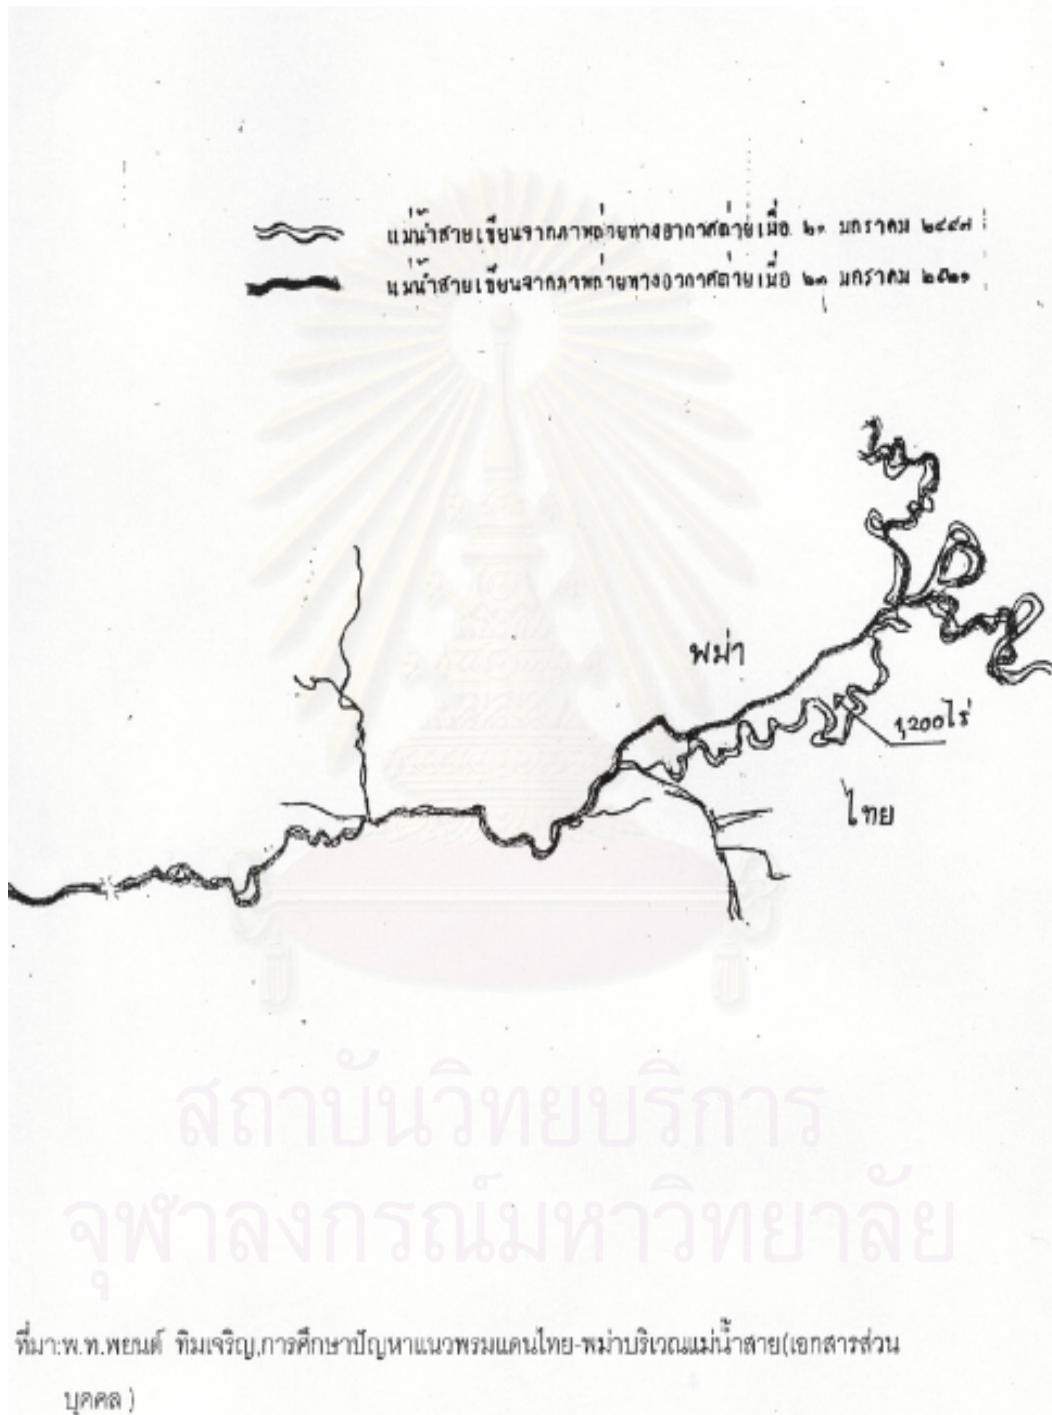 แม่น้ำสายเขียนจากภาพถ่ายทางอากาศถ่ายเมื่อ มกราคม ๒๔๙๗
แม่น้ำสายเขียนจากภาพถ่ายทางอากาศถ่ายเมื่อ ๒๓ มกราคม ๒๕๒๑
พม่า
1,200ไร่
ไทย
สถาบันวิทยบริการ
จุฬาลงกรณ์มหาวิทยาลัย
ที่มา:พ.ท.พยนต์ ทิมเจริญ,การศึกษาปัญหาแนวพรมแดนไทย-พม่าบริเวณแม่น้ำสาย(เอกสารส่วน
บุคคล )